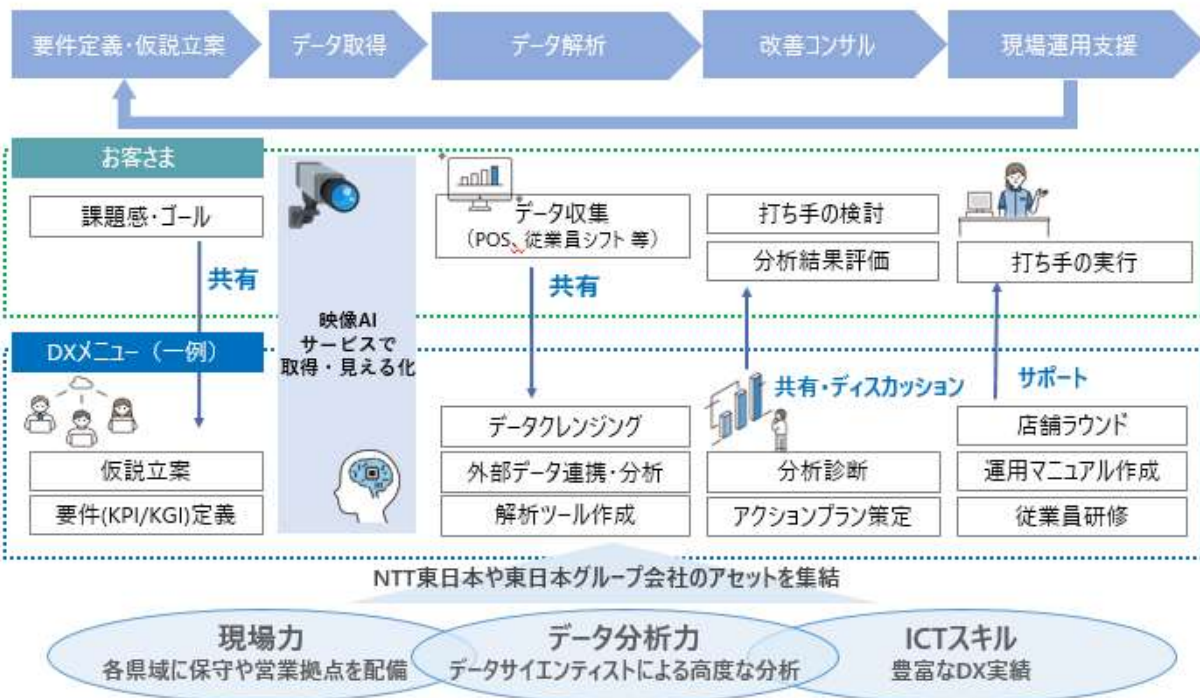 要件定義・仮説立案
データ取得
データ解析
改善コンサル
現場運用支援
お客さま
課題感・ゴール
共有
映像AI
サービスで
取得・見える化
データ収集
（POS、従業員シフト 等）
共有
打ち手の検討
分析結果評価
打ち手の実行
DXメニュー（一例）
仮説立案
要件(KPI/KGI)定義
データクレンジング
外部データ連携・分析
解析ツール作成
共有・ディスカッション
分析診断
アクションプラン策定
サポート
店舗ラウンド
運用マニュアル作成
従業員研修
NTT東日本や東日本グループ会社のアセットを集結
現場力
各県域に保守や営業拠点を配備
データ分析力
データサイエンティストによる高度な分析
ICTスキル
豊富なDX実績